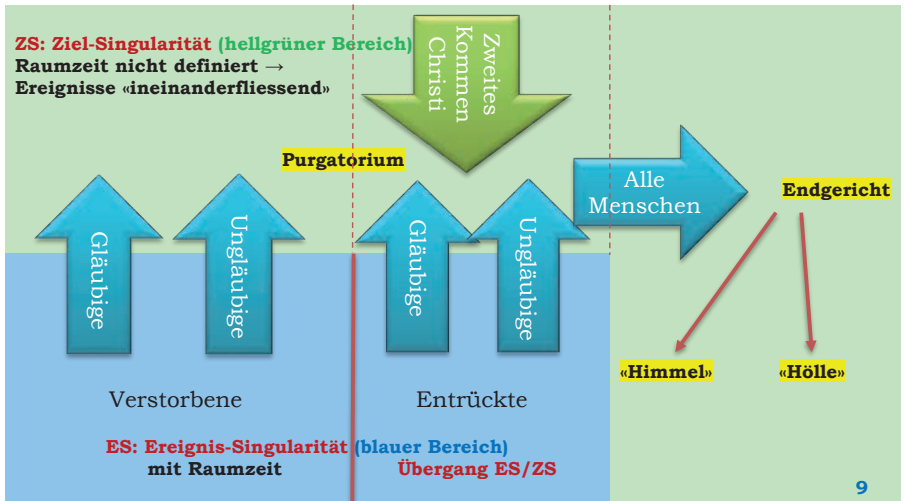 ZS: Ziel-Singularität (hellgrüner Bereich)
Raumzeit nicht definiert →
Ereignisse «ineinanderfliessend»
Zweites
Kommen
Christi
Purgatorium
Gläubige
Ungläubige
Gläubige
Ungläubige
Alle
Menschen
Endgericht
«Himmel»
«Hölle»
Verstorbene
Entrückte
ES: Ereignis-Singularität (blauer Bereich)
mit Raumzeit
Übergang ES/ZS
9